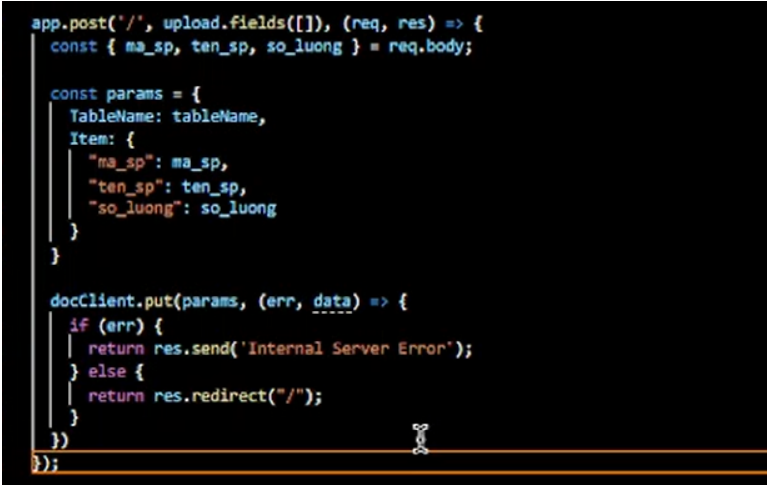 app.post('/', upload.fields([]), (req, res) => {
  const { ma_sp, ten_sp, so_luong } = req.body;
  const params = {
    TableName: tableName,
    Item: {
      "ma_sp": ma_sp,
      "ten_sp": ten_sp,
      "so_luong": so_luong
    }
  }
  docClient.put(params, (err, data) => {
    if (err) {
      return res.send('Internal Server Error');
    } else {
      return res.redirect("/");
    }
  })
});